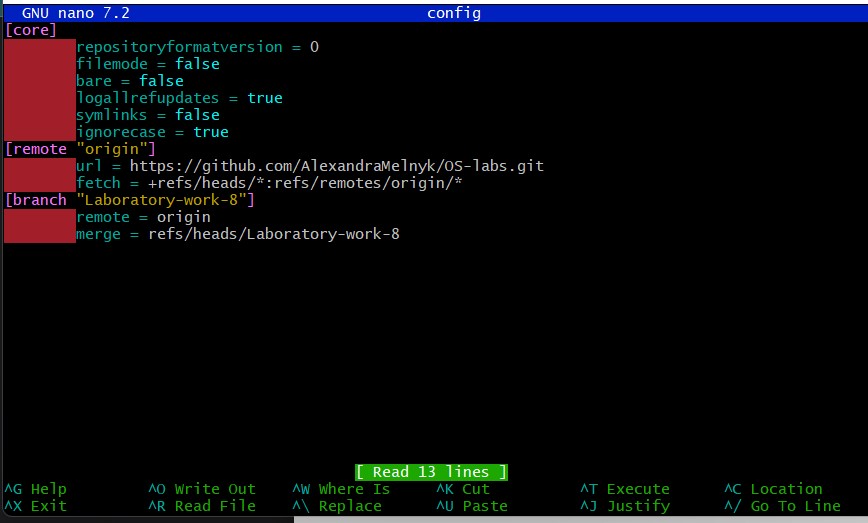 GNU nano 7.2 config
[core]
repositoryformatversion = 0
filemode = false
bare = false
logallrefupdates = true
symlinks = false
ignorecase = true
[remote "origin"]
url = https://github.com/AlexandraMelnyk/OS-labs.git
fetch = +refs/heads/*:refs/remotes/origin/*
[branch "Laboratory-work-8"]
remote = origin
merge = refs/heads/Laboratory-work-8
[ Read 13 lines ]
^G Help ^O Write Out ^W Where Is ^K Cut ^T Execute ^C Location
^X Exit ^R Read File ^\ Replace ^U Paste ^J Justify ^/ Go To Line